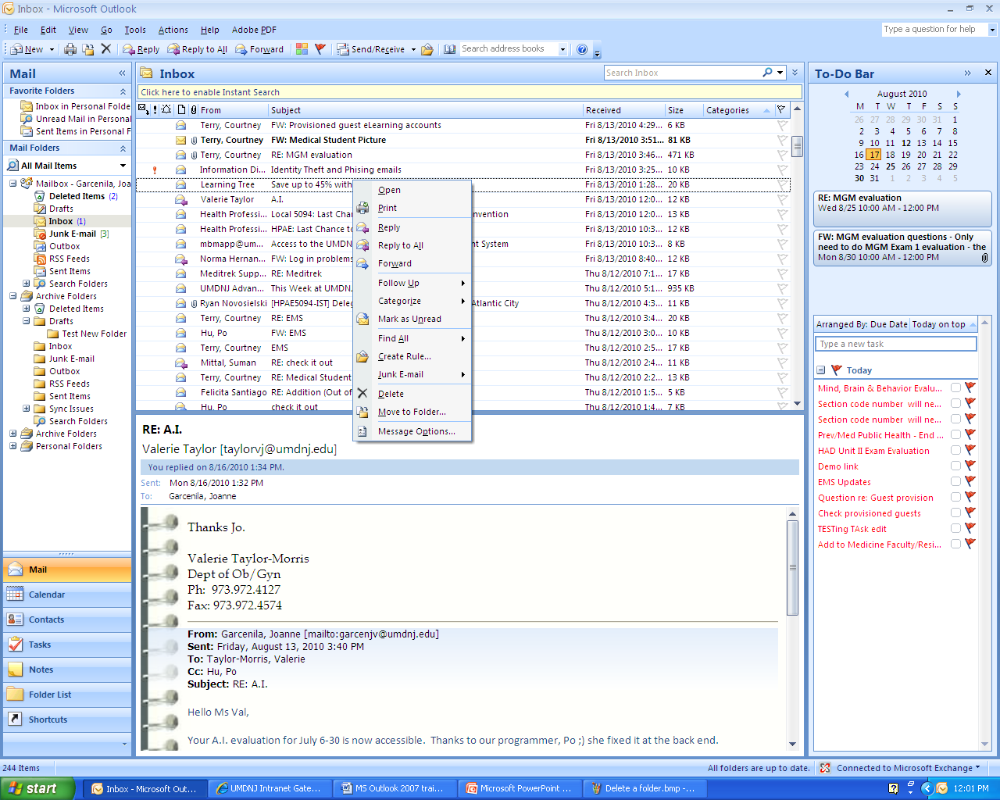 Inbox - Microsoft Outlook
File Edit View Go Tools Actions Help Adobe PDF
Type a question for help
New Reply Reply to All Forward Send/Receive Search address books
Mail
Favorite Folders
Inbox in Personal Folde
Unread Mail in Personal
Sent Items in Personal F
Mail Folders
All Mail Items
Mailbox - Garcenila, Joa
Deleted Items (2)
Drafts
Inbox (1)
Junk E-mail [3]
Outbox
RSS Feeds
Sent Items
Search Folders
Archive Folders
Deleted Items
Drafts
Test New Folder
Inbox
Junk E-mail
Outbox
RSS Feeds
Sent Items
Sync Issues
Search Folders
Archive Folders
Personal Folders
Mail
Calendar
Contacts
Tasks
Notes
Folder List
Shortcuts
Inbox
Search Inbox
Click here to enable Instant Search
From Subject Received Size Categories
Terry, Courtney FW: Provisioned guest eLearning accounts Fri 8/13/2010 4:29... 6 KB
Terry, Courtney FW: Medical Student Picture Fri 8/13/2010 3:51... 81 KB
Terry, Courtney RE: MGM evaluation Fri 8/13/2010 3:46... 471 KB
Information Di... Identity Theft and Phising emails Fri 8/13/2010 3:25... 10 KB
Learning Tree Save up to 45% with Fri 8/13/2010 1:28... 20 KB
Valerie Taylor A.I. Fri 8/13/2010 12:0... 12 KB
Health Professi... Local 5094: Last Chan nvention Fri 8/13/2010 12:0... 13 KB
Health Professi... HPAE: Last Chance to Fri 8/13/2010 10:3... 12 KB
mbmapp@um... Access to the UMDN nt System Fri 8/13/2010 10:3... 8 KB
Norma Hernan... FW: Log in problems Fri 8/13/2010 8:40... 12 KB
Meditrek Supp... RE: Meditrek Thu 8/12/2010 7:1... 17 KB
UMDNJ Advan... This Week at UMDN Thu 8/12/2010 5:1... 935 KB
Ryan Novosielski [HPAE5094-IST] Deleg Atlantic City Thu 8/12/2010 4:3... 11 KB
Terry, Courtney RE: EMS Thu 8/12/2010 3:4... 20 KB
Hu, Po FW: EMS Thu 8/12/2010 3:0... 10 KB
Terry, Courtney EMS Thu 8/12/2010 2:5... 17 KB
Mittal, Suman RE: check it out Thu 8/12/2010 2:4... 11 KB
Terry, Courtney RE: Medical Student Thu 8/12/2010 2:2... 13 KB
Felicita Santiago RE: Addition (Out of Thu 8/12/2010 1:5... 5 KB
Hu, Po check it out Thu 8/12/2010 1:4... 7 KB
Open
Print
Reply
Reply to All
Forward
Follow Up
Categorize
Mark as Unread
Find All
Create Rule...
Junk E-mail
Delete
Move to Folder...
Message Options...
RE: A.I.
Valerie Taylor [taylorvj@umdnj.edu]
You replied on 8/16/2010 1:34 PM.
Sent: Mon 8/16/2010 1:32 PM
To: Garcenila, Joanne
Thanks Jo.
Valerie Taylor-Morris
Dept of Ob/Gyn
Ph: 973.972.4127
Fax: 973.972.4574
From: Garcenila, Joanne [mailto:garcenjv@umdnj.edu]
Sent: Friday, August 13, 2010 3:40 PM
To: Taylor-Morris, Valerie
Cc: Hu, Po
Subject: RE: A.I.
Hello Ms Val,
Your A.I. evaluation for July 6-30 is now accessible. Thanks to our programmer, Po ;) she fixed it at the back end.
To-Do Bar
August 2010
M T W T F S S
26 27 28 29 30 31 1
2 3 4 5 6 7 8
9 10 11 12 13 14 15
16 17 18 19 20 21 22
23 24 25 26 27 28 29
30 31 1 2 3 4 5
RE: MGM evaluation
Wed 8/25 10:00 AM - 12:00 PM
FW: MGM evaluation questions - Only
need to do MGM Exam 1 evaluation - the
Mon 8/30 10:00 AM - 12:00 PM
Arranged By: Due Date Today on top
Type a new task
Today
Mind, Brain & Behavior Evalu...
Section code number will ne...
Section code number will ne...
Prev/Med Public Health - End ...
HAD Unit II Exam Evaluation
Demo link
EMS Updates
Question re: Guest provision
Check provisioned guests
TESTing TAsk edit
Add to Medicine Faculty/Resi...
244 Items All folders are up to date. Connected to Microsoft Exchange
start Inbox - Microsoft Out... UMDNJ Intranet Gate... MS Outlook 2007 trai... Microsoft PowerPoint ... Delete a folder.bmp -... 12:01 PM